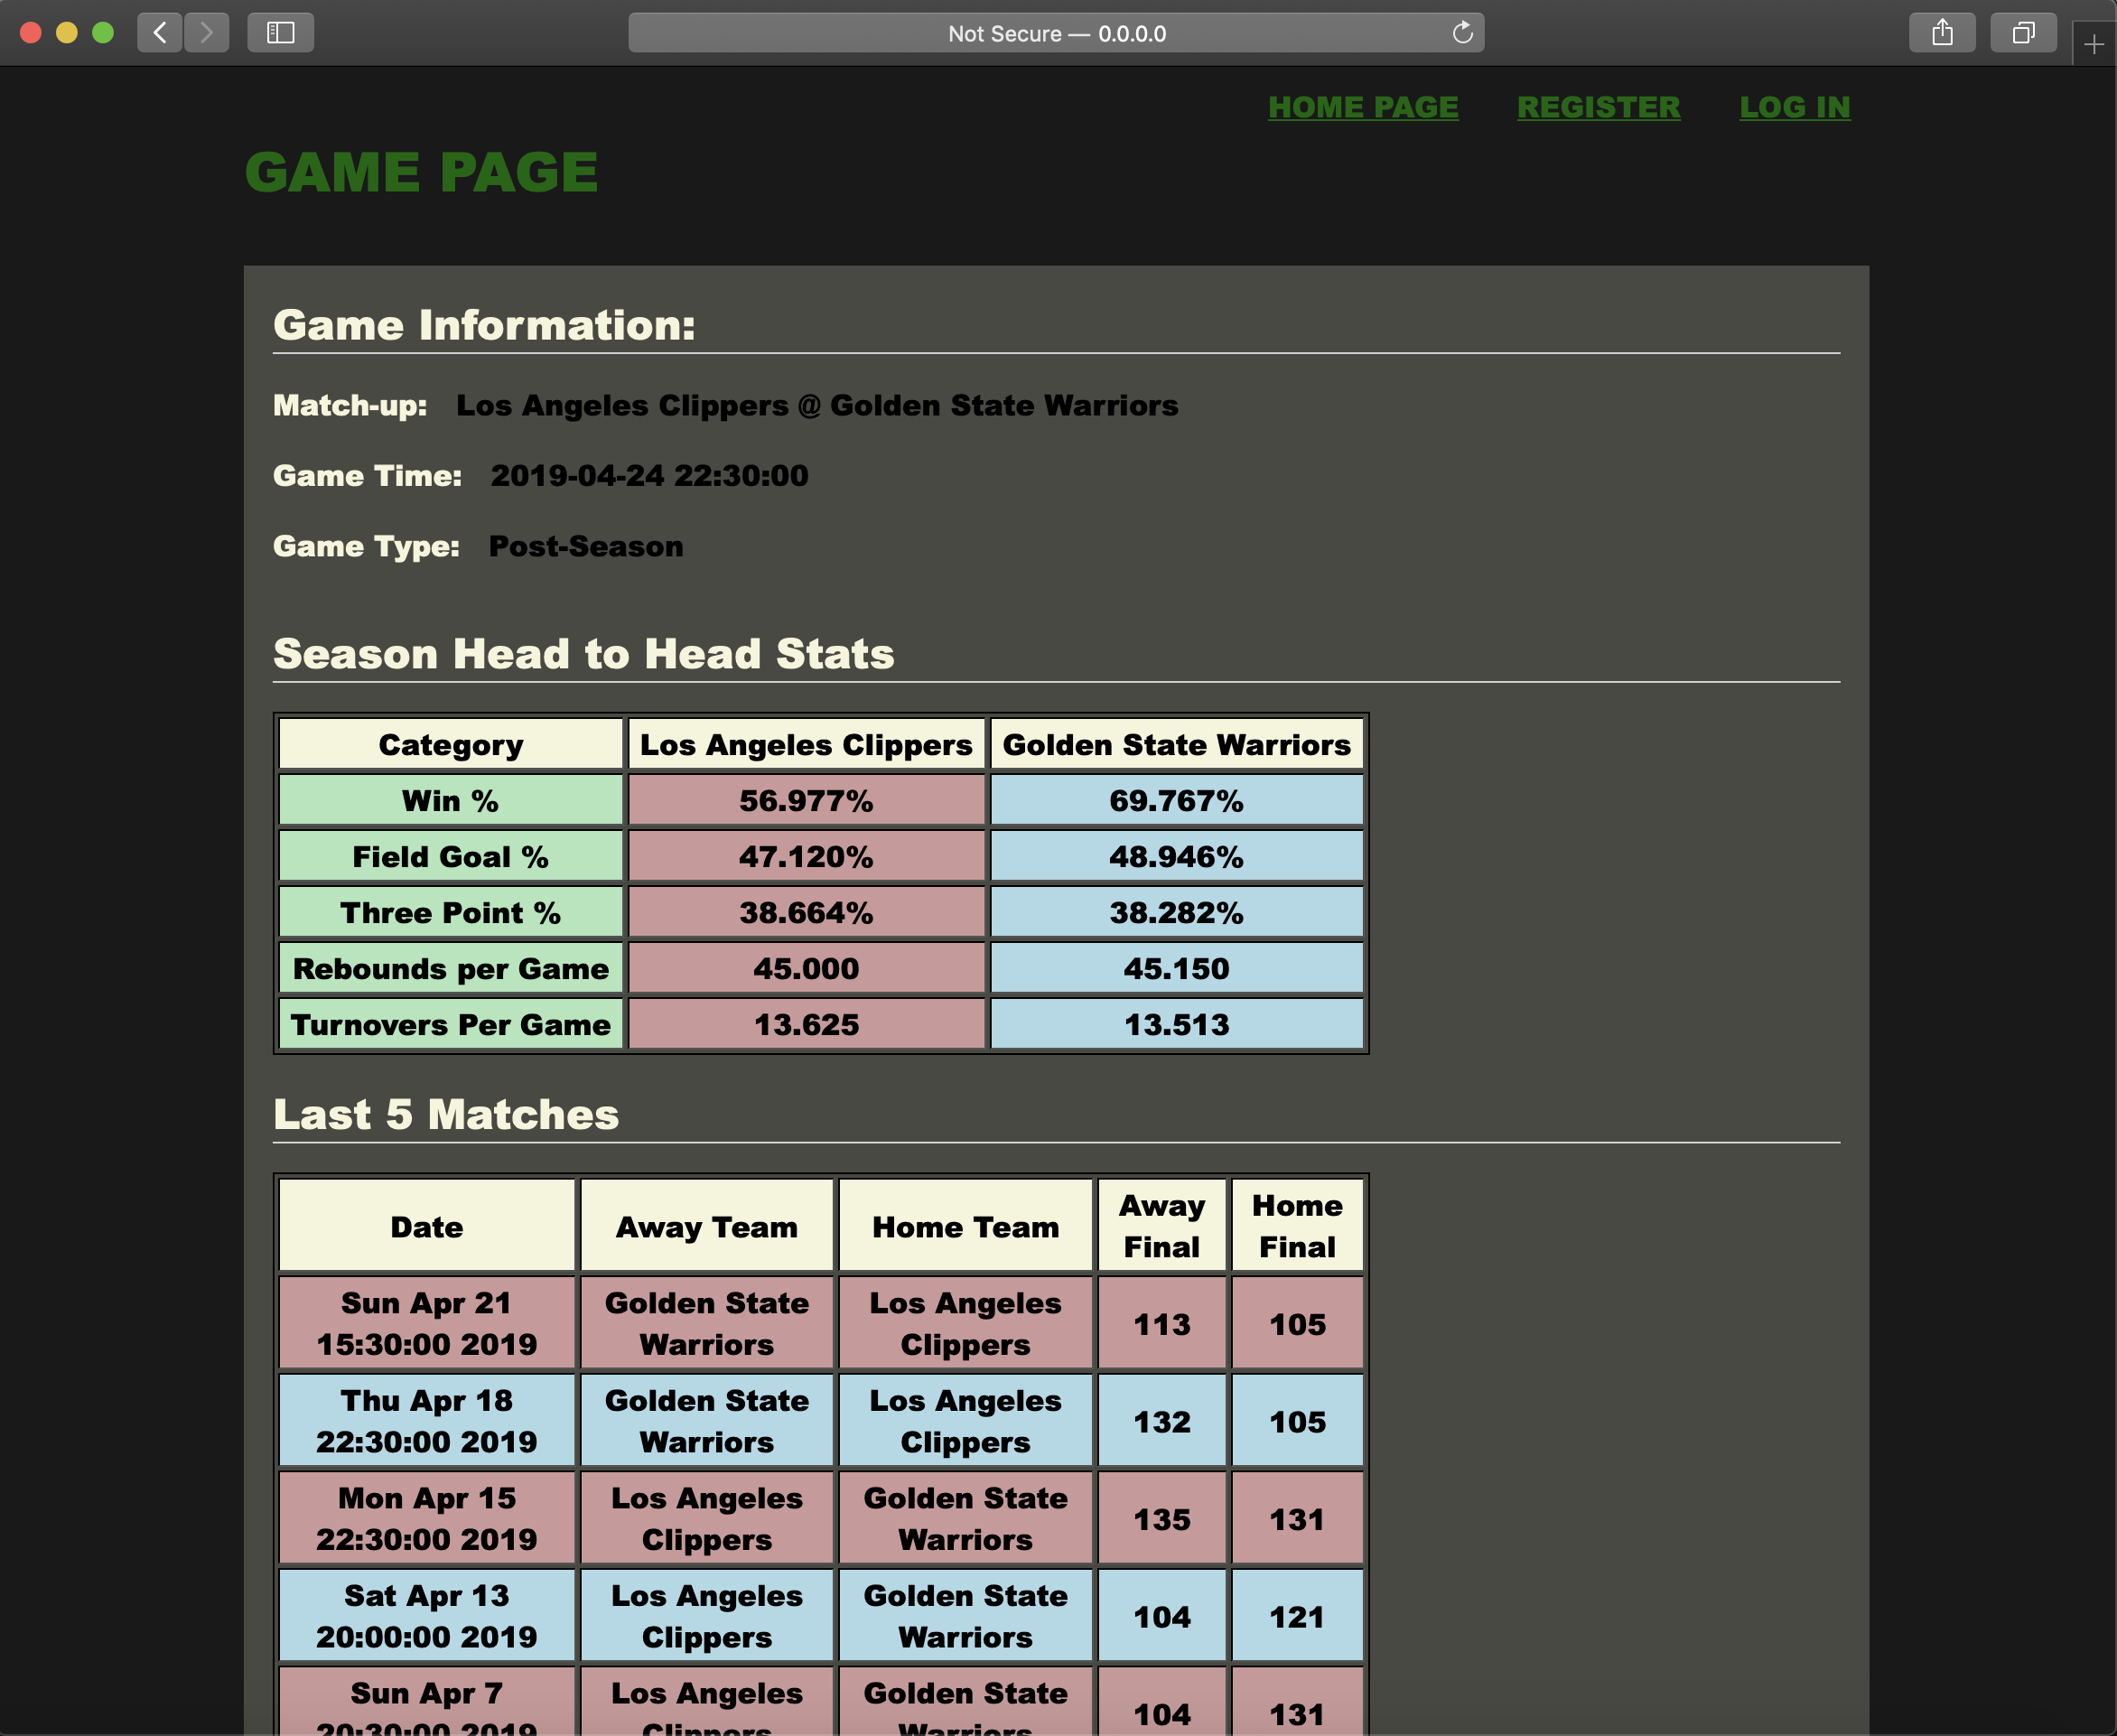 Not Secure — 0.0.0.0
HOME PAGE REGISTER LOG IN
GAME PAGE
Game Information:
Match-up: Los Angeles Clippers @ Golden State Warriors
Game Time: 2019-04-24 22:30:00
Game Type: Post-Season
Season Head to Head Stats
Category Los Angeles Clippers Golden State Warriors
Win % 56.977% 69.767%
Field Goal % 47.120% 48.946%
Three Point % 38.664% 38.282%
Rebounds per Game 45.000 45.150
Turnovers Per Game 13.625 13.513
Last 5 Matches
Date Away Team Home Team Away Final Home Final
Sun Apr 21 15:30:00 2019 Golden State Warriors Los Angeles Clippers 113 105
Thu Apr 18 22:30:00 2019 Golden State Warriors Los Angeles Clippers 132 105
Mon Apr 15 22:30:00 2019 Los Angeles Clippers Golden State Warriors 135 131
Sat Apr 13 20:00:00 2019 Los Angeles Clippers Golden State Warriors 104 121
Sun Apr 7 20:30:00 2019 Los Angeles Clippers Golden State Warriors 104 131